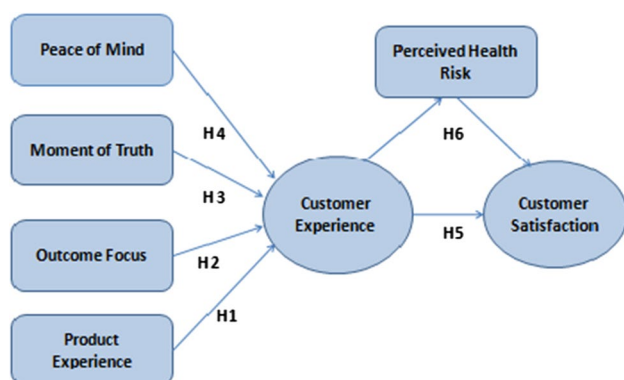 Peace of Mind
Perceived Health
Risk
H4
H6
Moment of Truth
H3
Customer
Experience
Customer
Satisfaction
H5
Outcome Focus
H2
H1
Product
Experience